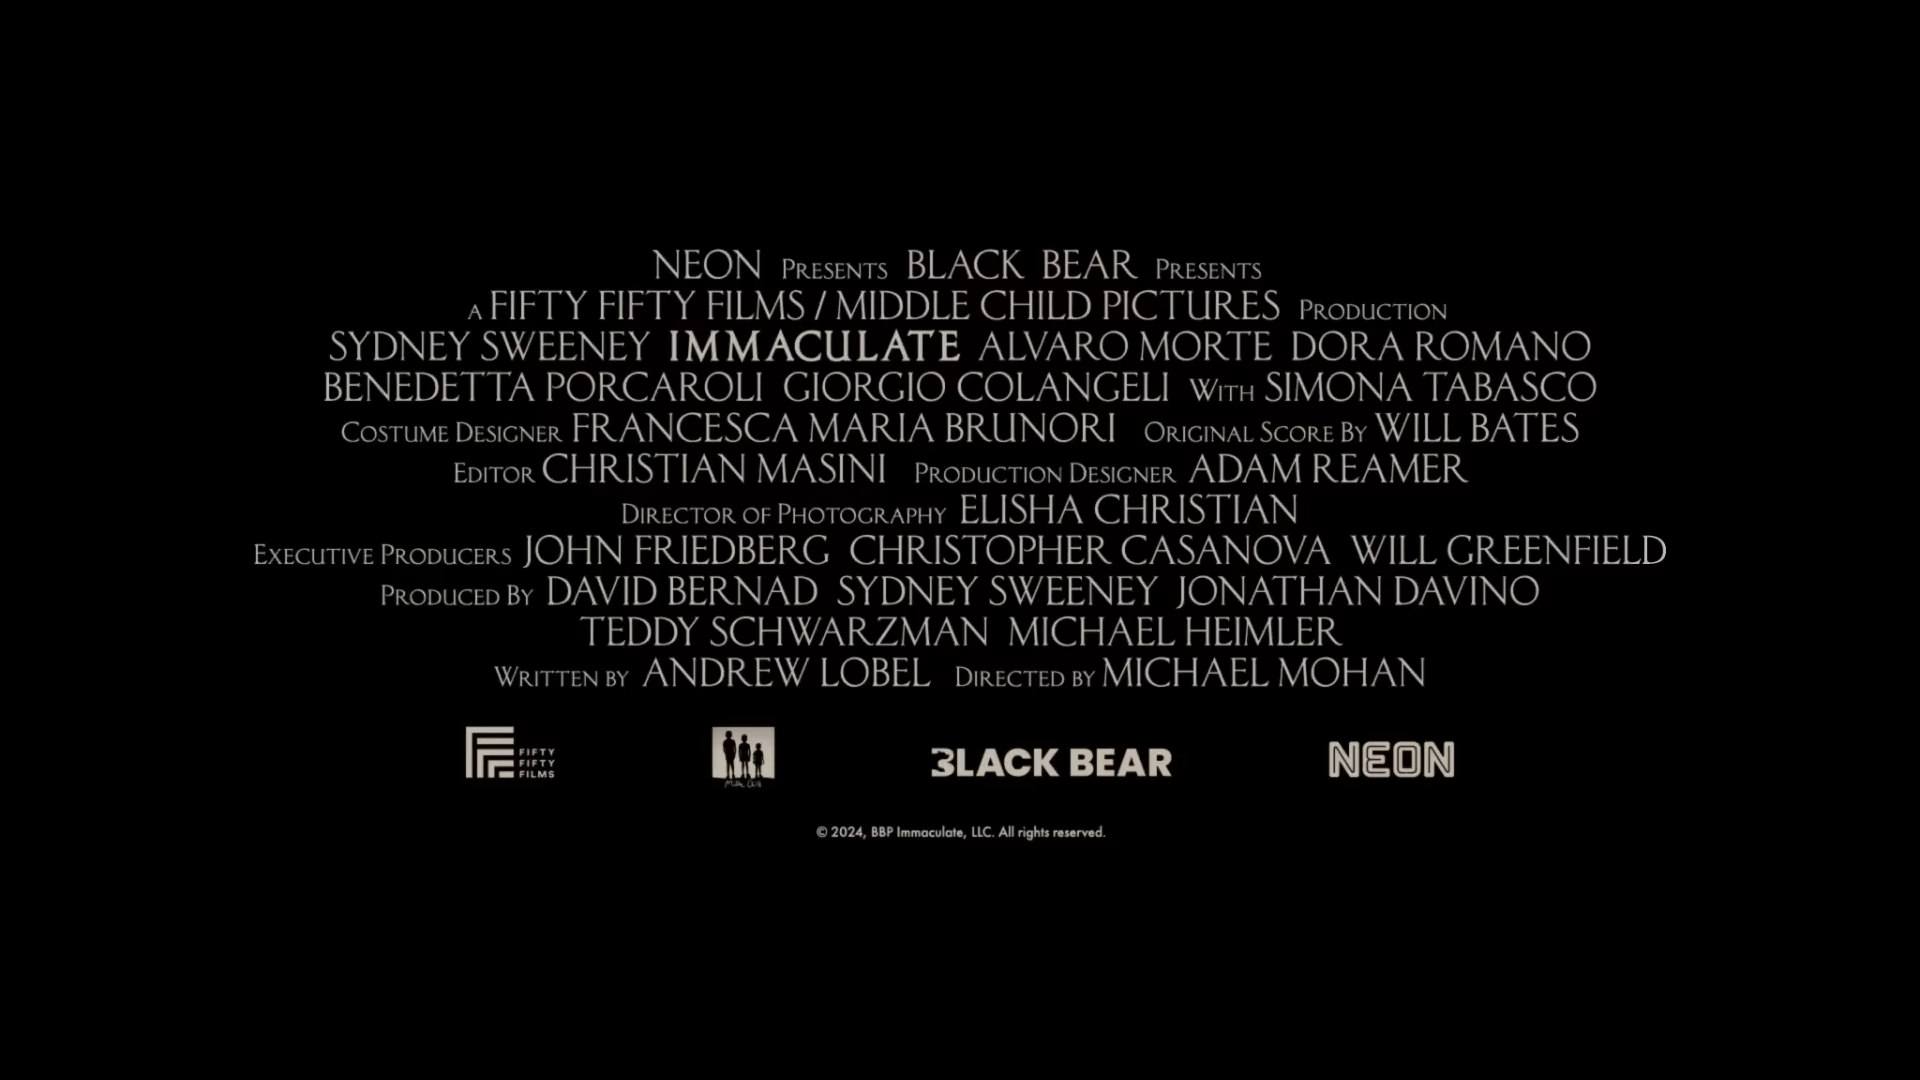 NEON PRESENTS BLACK BEAR PRESENTS
A FIFTY FIFTY FILMS / MIDDLE CHILD PICTURES PRODUCTION
SYDNEY SWEENEY IMMACULATE ALVARO MORTE DORA ROMANO
BENEDETTA PORCAROLI GIORGIO COLANGELI WITH SIMONA TABASCO
COSTUME DESIGNER FRANCESCA MARIA BRUNORI ORIGINAL SCORE BY WILL BATES
EDITOR CHRISTIAN MASINI PRODUCTION DESIGNER ADAM REAMER
DIRECTOR OF PHOTOGRAPHY ELISHA CHRISTIAN
EXECUTIVE PRODUCERS JOHN FRIEDBERG CHRISTOPHER CASANOVA WILL GREENFIELD
PRODUCED BY DAVID BERNAD SYDNEY SWEENEY JONATHAN DAVINO
TEDDY SCHWARZMAN MICHAEL HEIMLER
WRITTEN BY ANDREW LOBEL DIRECTED BY MICHAEL MOHAN
FIFTY
FIFTY
FILMS
Middle Child
BLACK BEAR
NEON
© 2024, BBP Immaculate, LLC. All rights reserved.